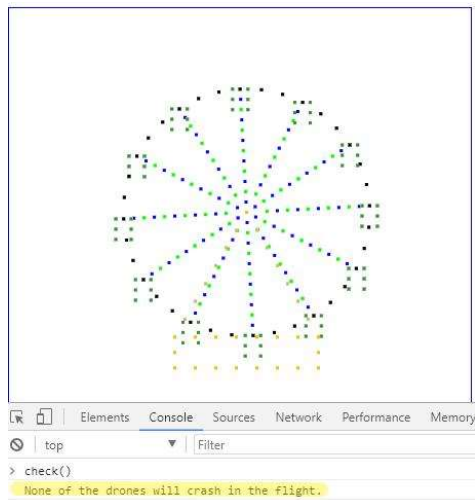 Elements Console Sources Network Performance Memory
top ▼ Filter
> check()
None of the drones will crash in the flight.